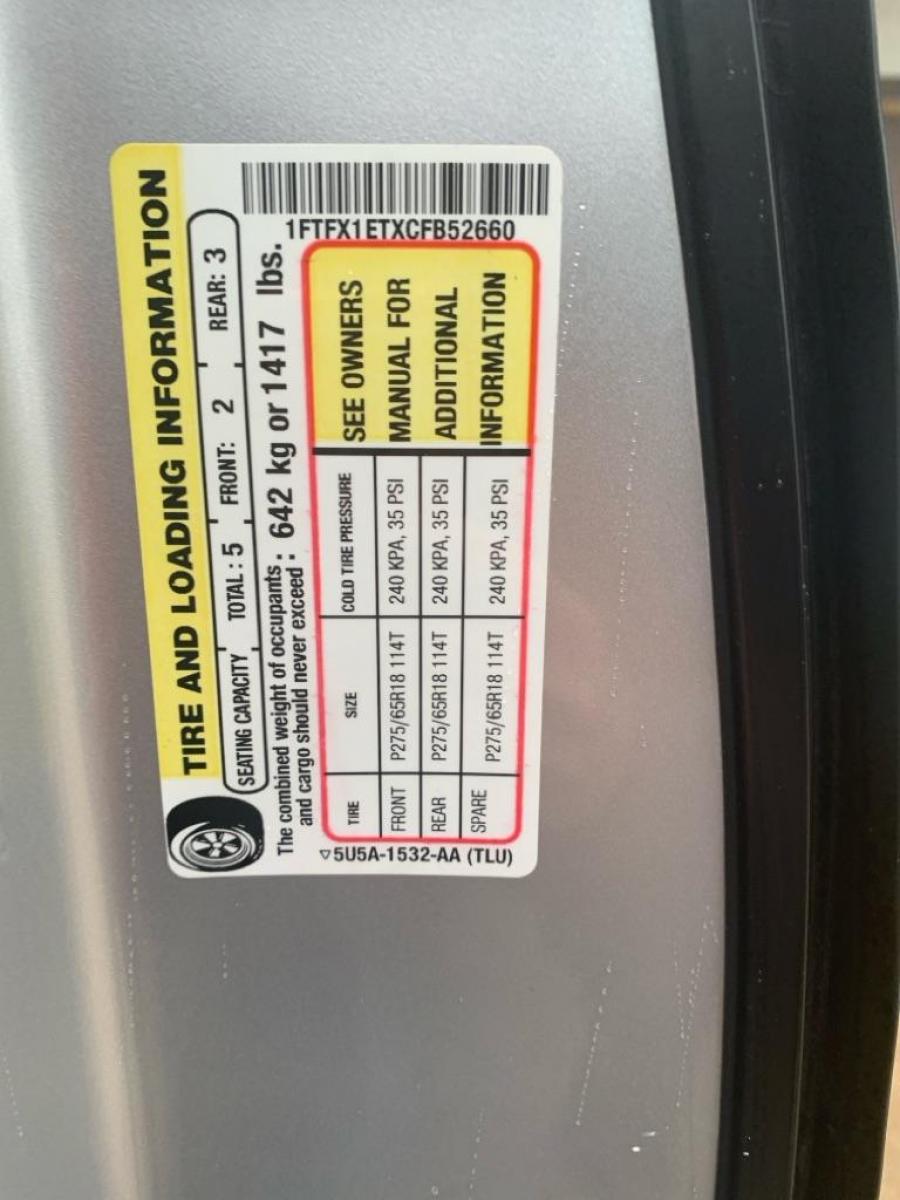 TIRE AND LOADING INFORMATION
SEATING CAPACITY TOTAL : 5 FRONT: 2 REAR: 3
The combined weight of occupants : 642 kg or 1417 lbs.
and cargo should never exceed :
TIRE SIZE COLD TIRE PRESSURE
FRONT P275/65R18 114T 240 KPA, 35 PSI
REAR P275/65R18 114T 240 KPA, 35 PSI
SPARE P275/65R18 114T 240 KPA, 35 PSI
SEE OWNERS
MANUAL FOR
ADDITIONAL
INFORMATION
5U5A-1532-AA (TLU)
1FTFX1ETXCFB52660